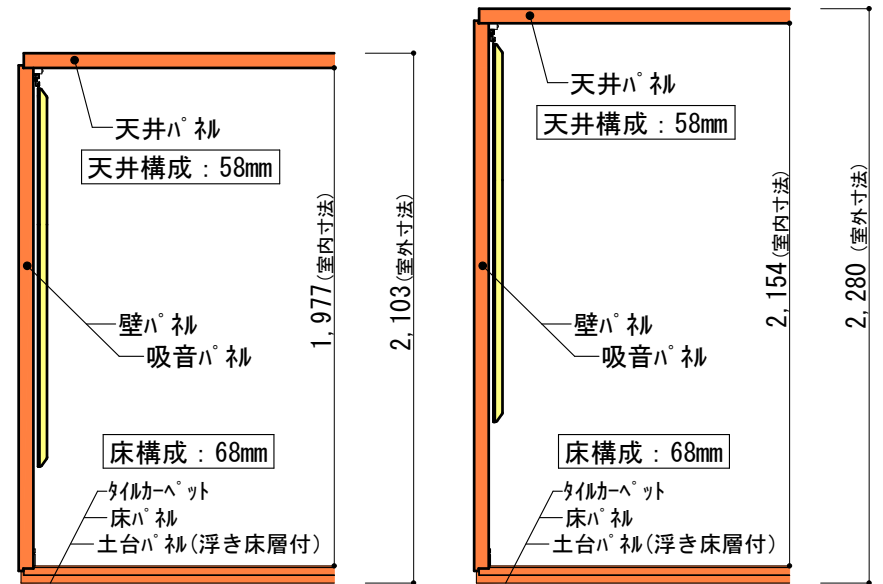 天井パネル
天井構成：58mm
壁パネル
吸音パネル
床構成：68mm
タイルカーペット
床パネル
土台パネル(浮き床層付)
1,977(室内寸法)
2,103(室外寸法)
天井パネル
天井構成：58mm
壁パネル
吸音パネル
床構成：68mm
タイルカーペット
床パネル
土台パネル(浮き床層付)
2,154(室内寸法)
2,280(室外寸法)